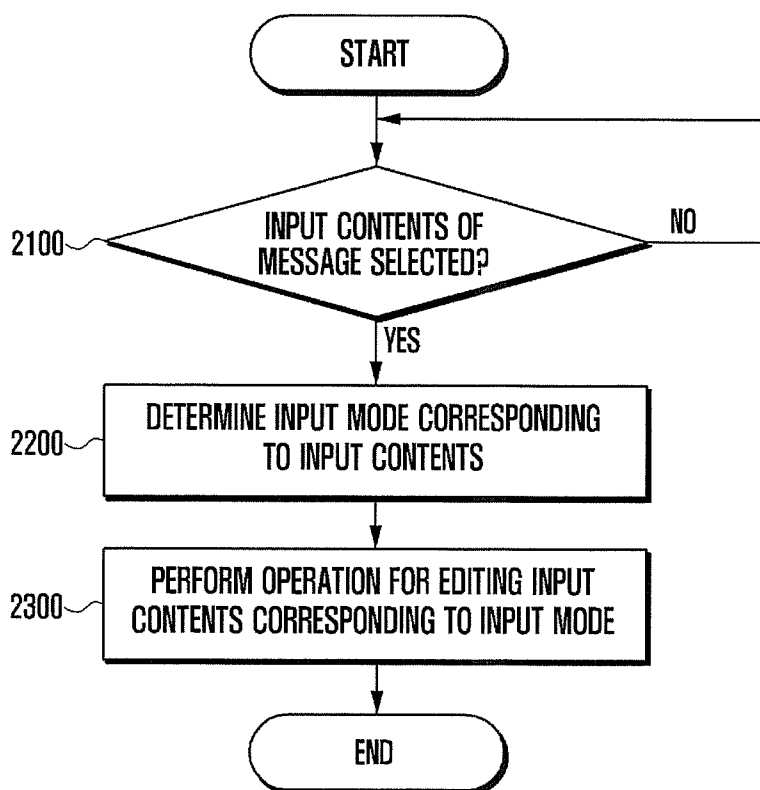 START
2100
INPUT CONTENTS OF
MESSAGE SELECTED?
NO
YES
2200
DETERMINE INPUT MODE CORRESPONDING
TO INPUT CONTENTS
2300
PERFORM OPERATION FOR EDITING INPUT
CONTENTS CORRESPONDING TO INPUT MODE
END